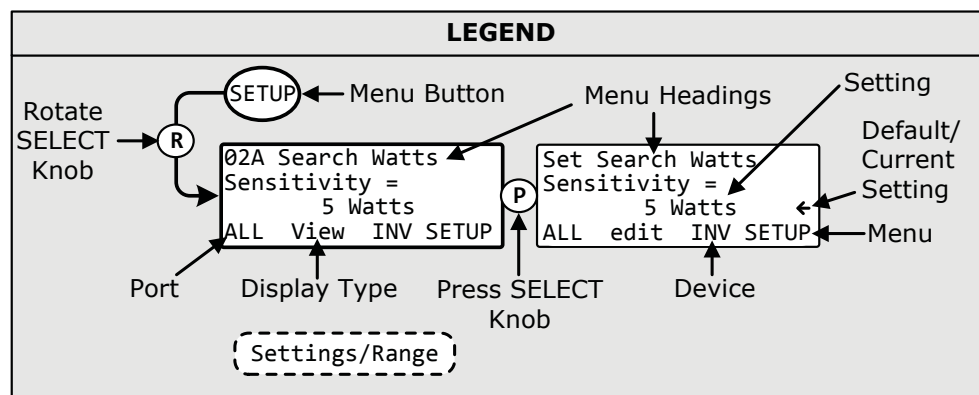 LEGEND
SETUP
Menu Button
Menu Headings
Setting
Rotate
SELECT
Knob
R
Default/
Current
Setting
02A Search Watts
Sensitivity =
5 Watts
ALL View INV SETUP
P
Set Search Watts
Sensitivity =
5 Watts ←
ALL edit INV SETUP
Menu
Port
Display Type
Press SELECT
Knob
Device
Settings/Range